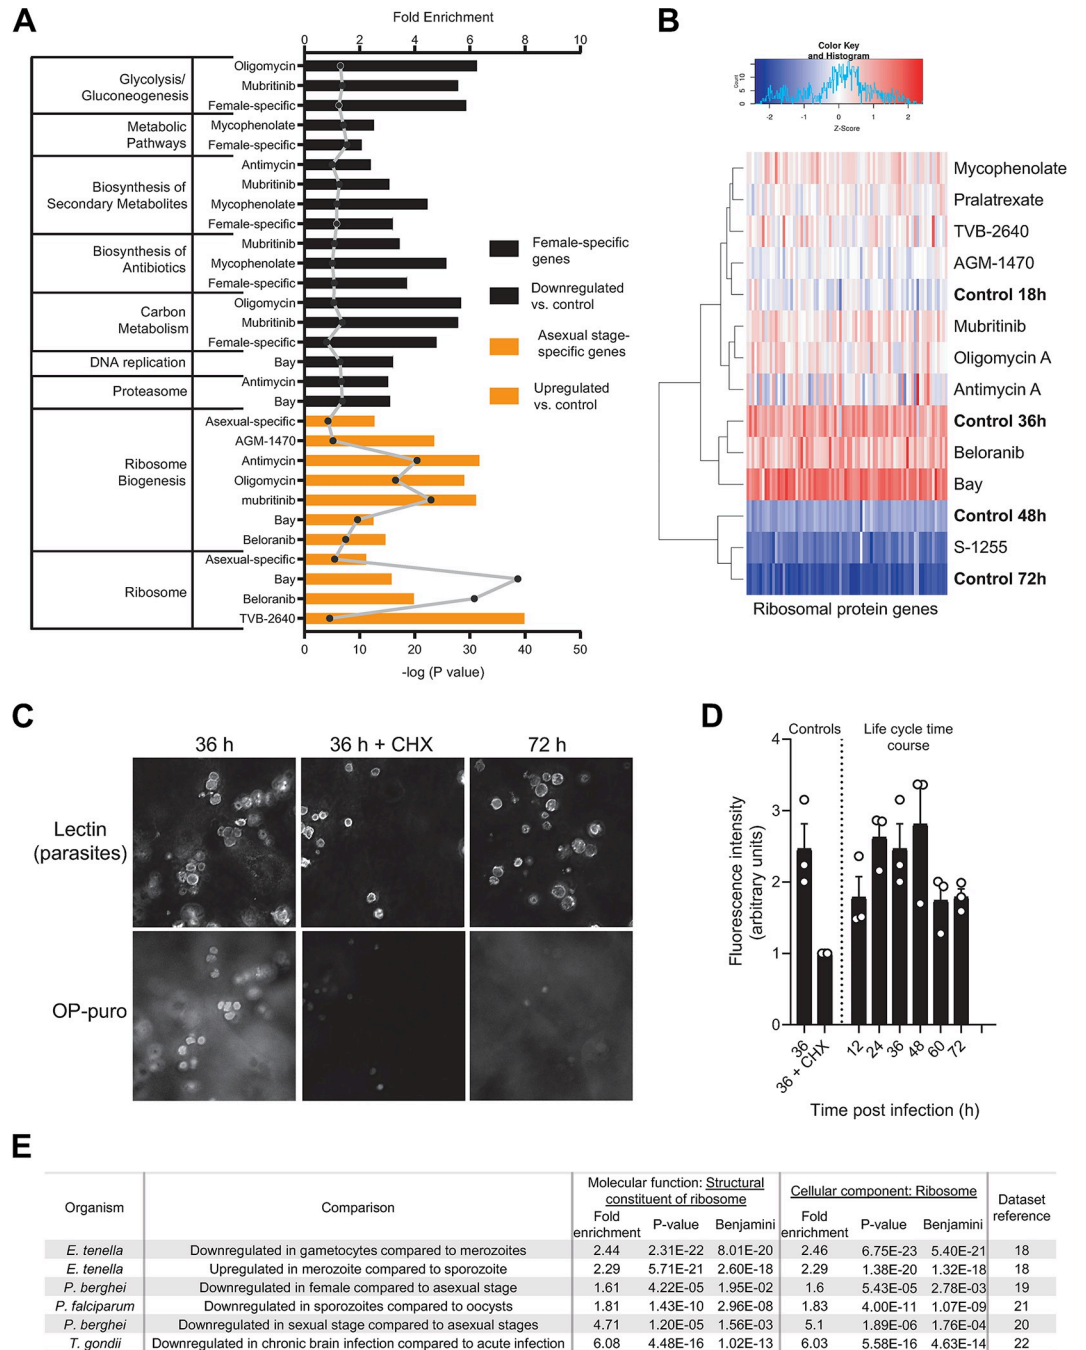 A
Fold Enrichment
0 2 4 6 8 10
Glycolysis/
Gluconeogenesis
Oligomycin
Mubritinib
Female-specific
Metabolic
Pathways
Mycophenolate
Female-specific
Biosynthesis of
Secondary Metabolites
Antimycin
Mubritinib
Mycophenolate
Female-specific
Biosynthesis of
Antibiotics
Mubritinib
Mycophenolate
Female-specific
Carbon
Metabolism
Oligomycin
Mubritinib
Female-specific
DNA replication
Bay
Proteasome
Antimycin
Bay
Ribosome
Biogenesis
Asexual-specific
AGM-1470
Antimycin
Oligomycin
mubritinib
Bay
Beloranib
Ribosome
Asexual-specific
Bay
Beloranib
TVB-2640
0 10 20 30 40 50
-log (P value)
Female-specific
genes
Downregulated
vs. control
Asexual stage-
specific genes
Upregulated
vs. control
B
Color Key
and Histogram
Count
0 5 10
-2 -1 0 1 2
Z-Score
Mycophenolate
Pralatrexate
TVB-2640
AGM-1470
Control 18h
Mubritinib
Oligomycin A
Antimycin A
Control 36h
Beloranib
Bay
Control 48h
S-1255
Control 72h
Ribosomal protein genes
C
36 h
36 h + CHX
72 h
Lectin
(parasites)
OP-puro
D
Controls
Life cycle time
course
Fluorescence intensity
(arbitrary units)
4
3
2
1
0
36
36 + CHX
12
24
36
48
60
72
Time post infection (h)
E
Organism
Comparison
Molecular function: Structural
constituent of ribosome
Cellular component: Ribosome
Dataset
reference
Fold
enrichment
P-value
Benjamini
Fold
enrichment
P-value
Benjamini
E. tenella Downregulated in gametocytes compared to merozoites 2.44 2.31E-22 8.01E-20 2.46 6.75E-23 5.40E-21 18
E. tenella Upregulated in merozoite compared to sporozoite 2.29 5.71E-21 2.60E-18 2.29 1.38E-20 1.32E-18 18
P. berghei Downregulated in female compared to asexual stage 1.61 4.22E-05 1.95E-02 1.6 5.43E-05 2.78E-03 19
P. falciparum Downregulated in sporozoites compared to oocysts 1.81 1.43E-10 2.96E-08 1.83 4.00E-11 1.07E-09 21
P. berghei Downregulated in sexual stage compared to asexual stages 4.71 1.20E-05 1.56E-03 5.1 1.89E-06 1.76E-04 20
T. gondii Downregulated in chronic brain infection compared to acute infection 6.08 4.48E-16 1.02E-13 6.03 5.58E-16 4.63E-14 22